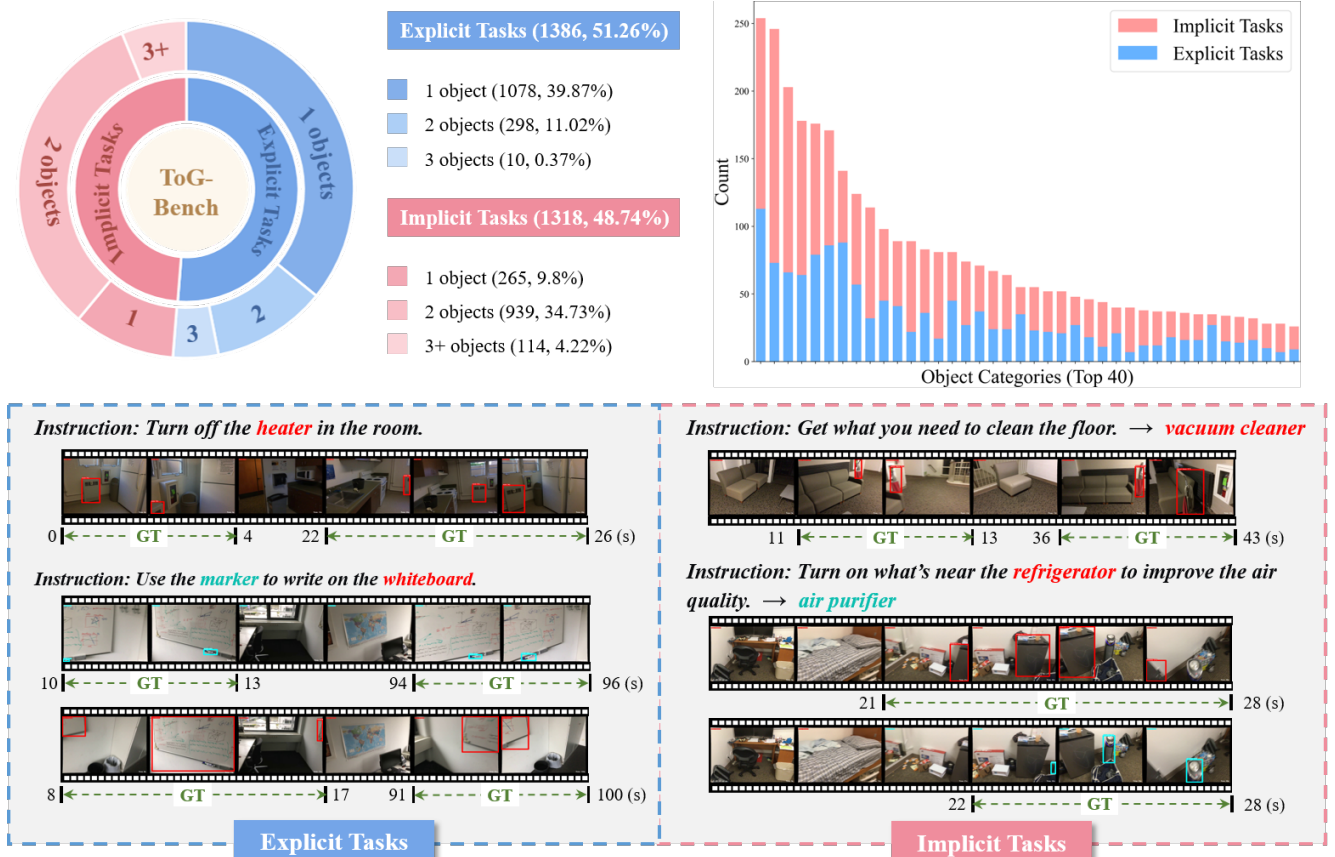 3+
1 objects
2 objects
Explicit Tasks
Implicit Tasks
ToG-
Bench
1
3
2
Explicit Tasks (1386, 51.26%)
1 object (1078, 39.87%)
2 objects (298, 11.02%)
3 objects (10, 0.37%)
Implicit Tasks (1318, 48.74%)
1 object (265, 9.8%)
2 objects (939, 34.73%)
3+ objects (114, 4.22%)
Implicit Tasks
Explicit Tasks
250
200
150
100
50
0
Count
Object Categories (Top 40)
Instruction: Turn off the heater in the room.
0 GT 4 22 GT 26 (s)
Instruction: Use the marker to write on the whiteboard.
10 GT 13 94 GT 96 (s)
8 GT 17 91 GT 100 (s)
Explicit Tasks
Instruction: Get what you need to clean the floor. → vacuum cleaner
11 GT 13 36 GT 43 (s)
Instruction: Turn on what's near the refrigerator to improve the air
quality. → air purifier
21 GT 28 (s)
22 GT 28 (s)
Implicit Tasks